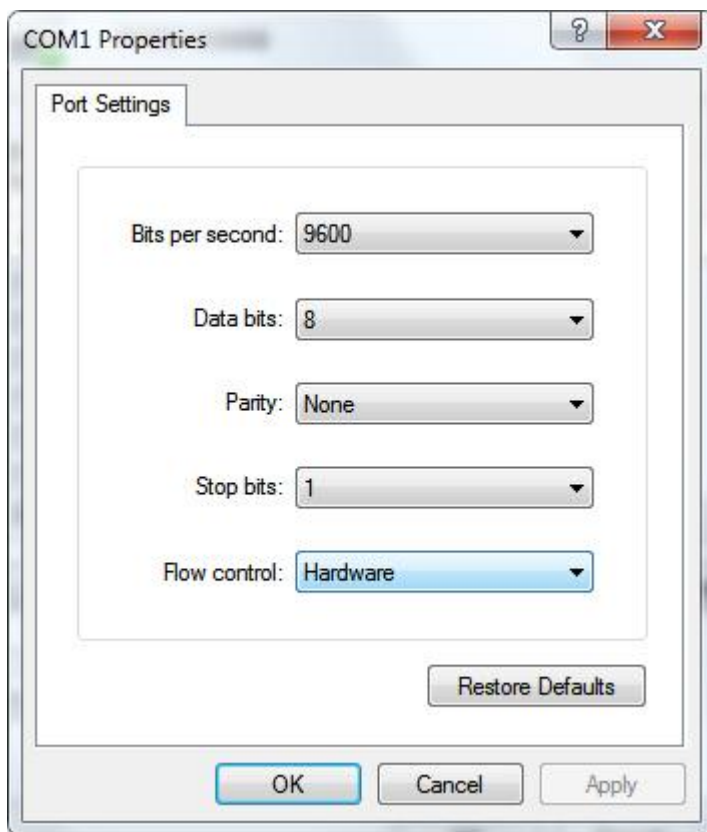 COM1 Properties
Port Settings
Bits per second: 9600
Data bits: 8
Parity: None
Stop bits: 1
Flow control: Hardware
Restore Defaults
OK Cancel Apply